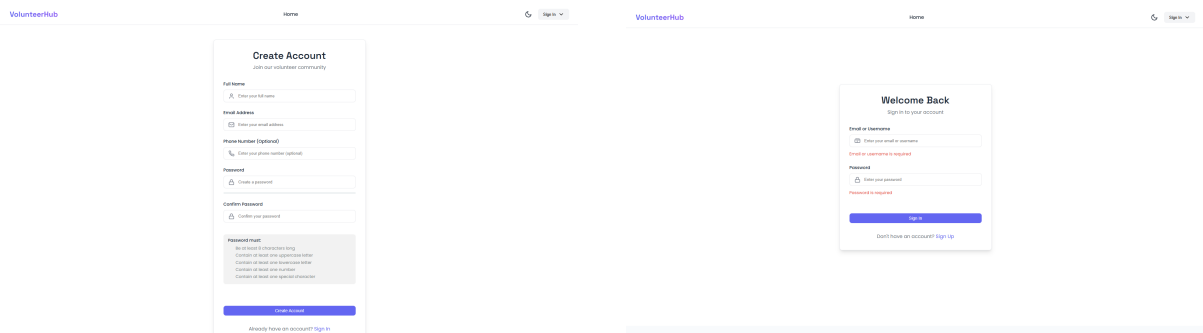 VolunteerHub
Home
Sign In
Create Account
Join our volunteer community
Full Name
Enter your full name
Email Address
Enter your email address
Phone Number (Optional)
Enter your phone number (optional)
Password
Create a password
Confirm Password
Confirm your password
Password must:
Be at least 8 characters long
Contain at least one uppercase letter
Contain at least one lowercase letter
Contain at least one number
Contain at least one special character
Create Account
Already have an account? Sign In
VolunteerHub
Home
Sign In
Welcome Back
Sign in to your account
Email or Username
Enter your email or username
Email or username is required
Password
Enter your password
Password is required
Sign In
Don't have an account? Sign Up